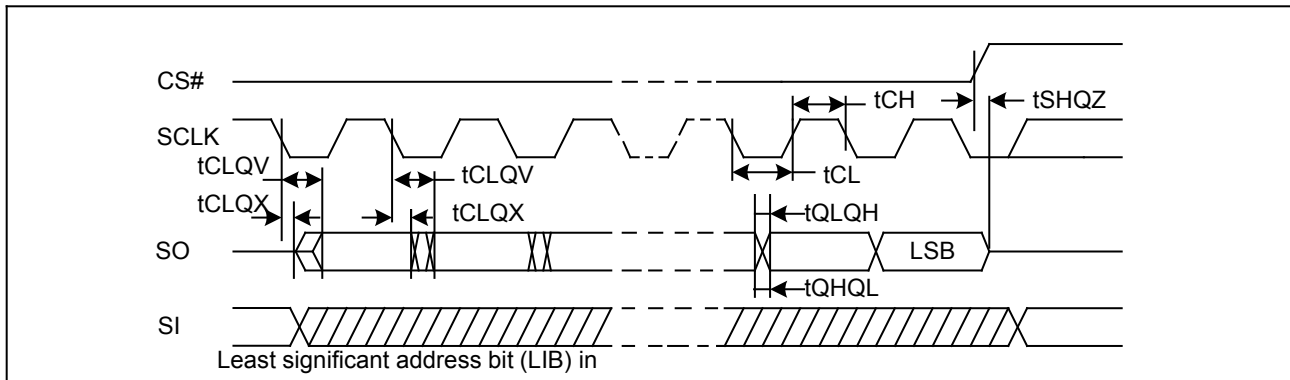 CS#
tCH
tSHQZ
SCLK
tCLQV
tCLQV
tCL
tCLQX
tCLQX
tQLQH
SO
LSB
tQHQL
SI
Least significant address bit (LIB) in